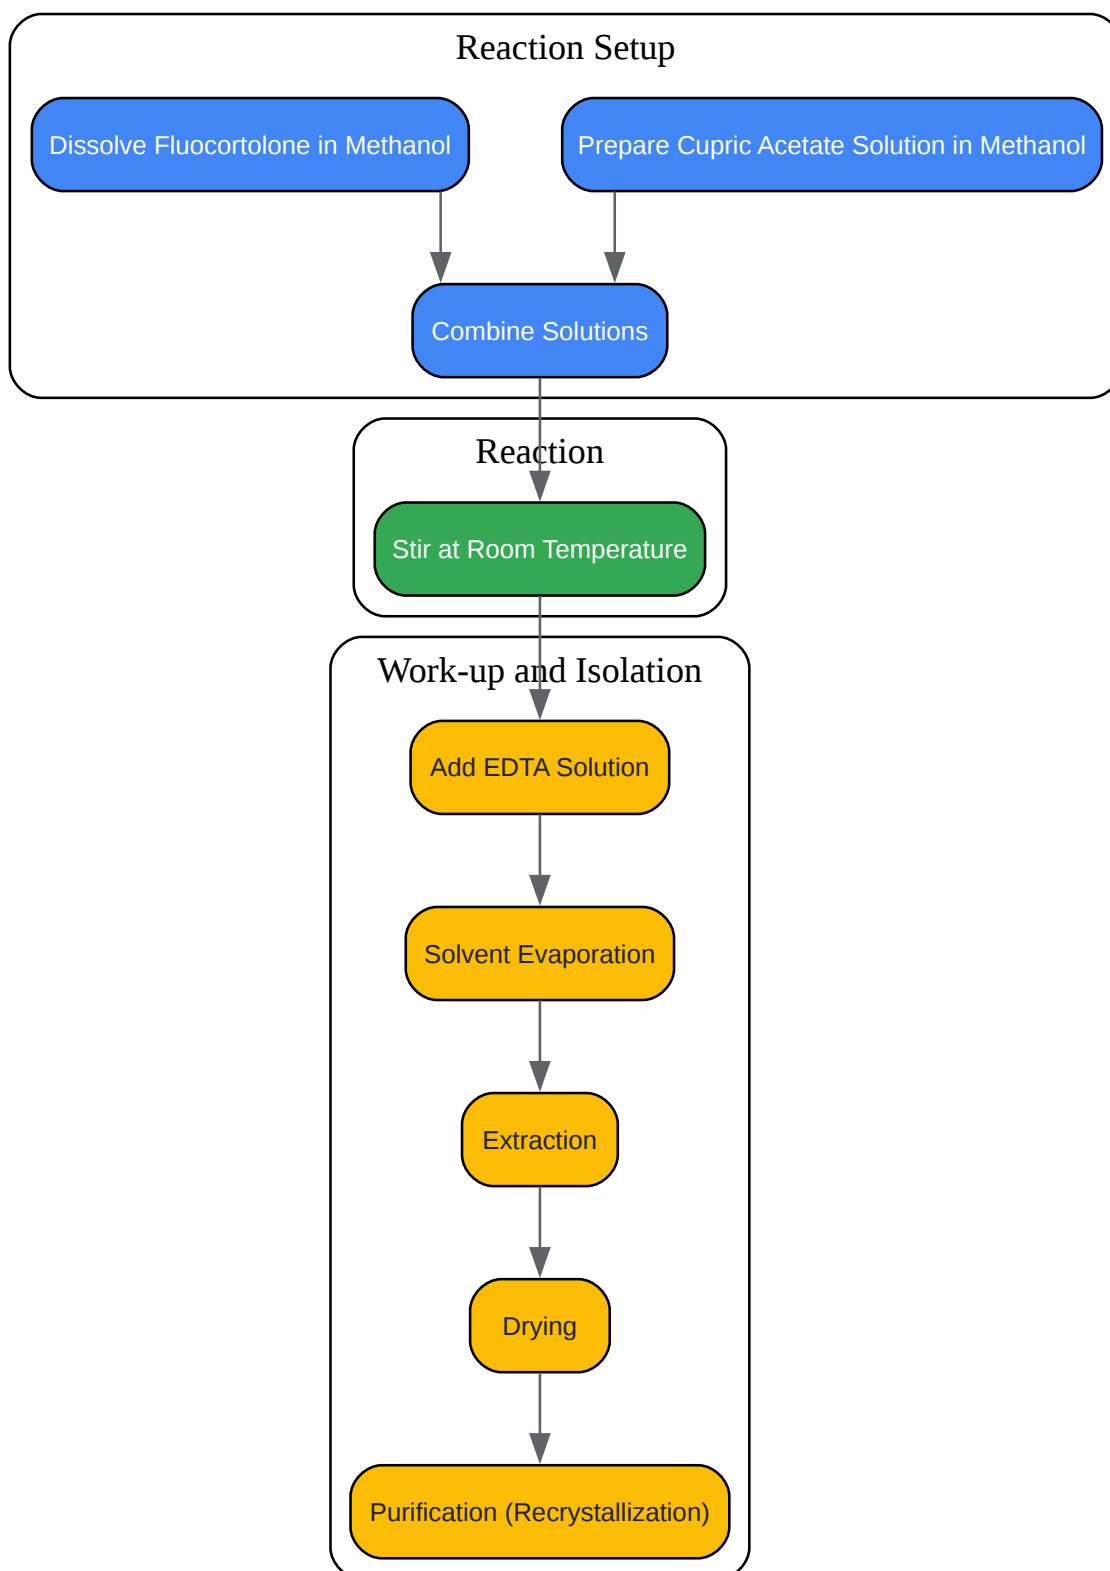 Reaction Setup
Dissolve Fluocortolone in Methanol
Prepare Cupric Acetate Solution in Methanol
Combine Solutions
Reaction
Stir at Room Temperature
Work-up and Isolation
Add EDTA Solution
Solvent Evaporation
Extraction
Drying
Purification (Recrystallization)